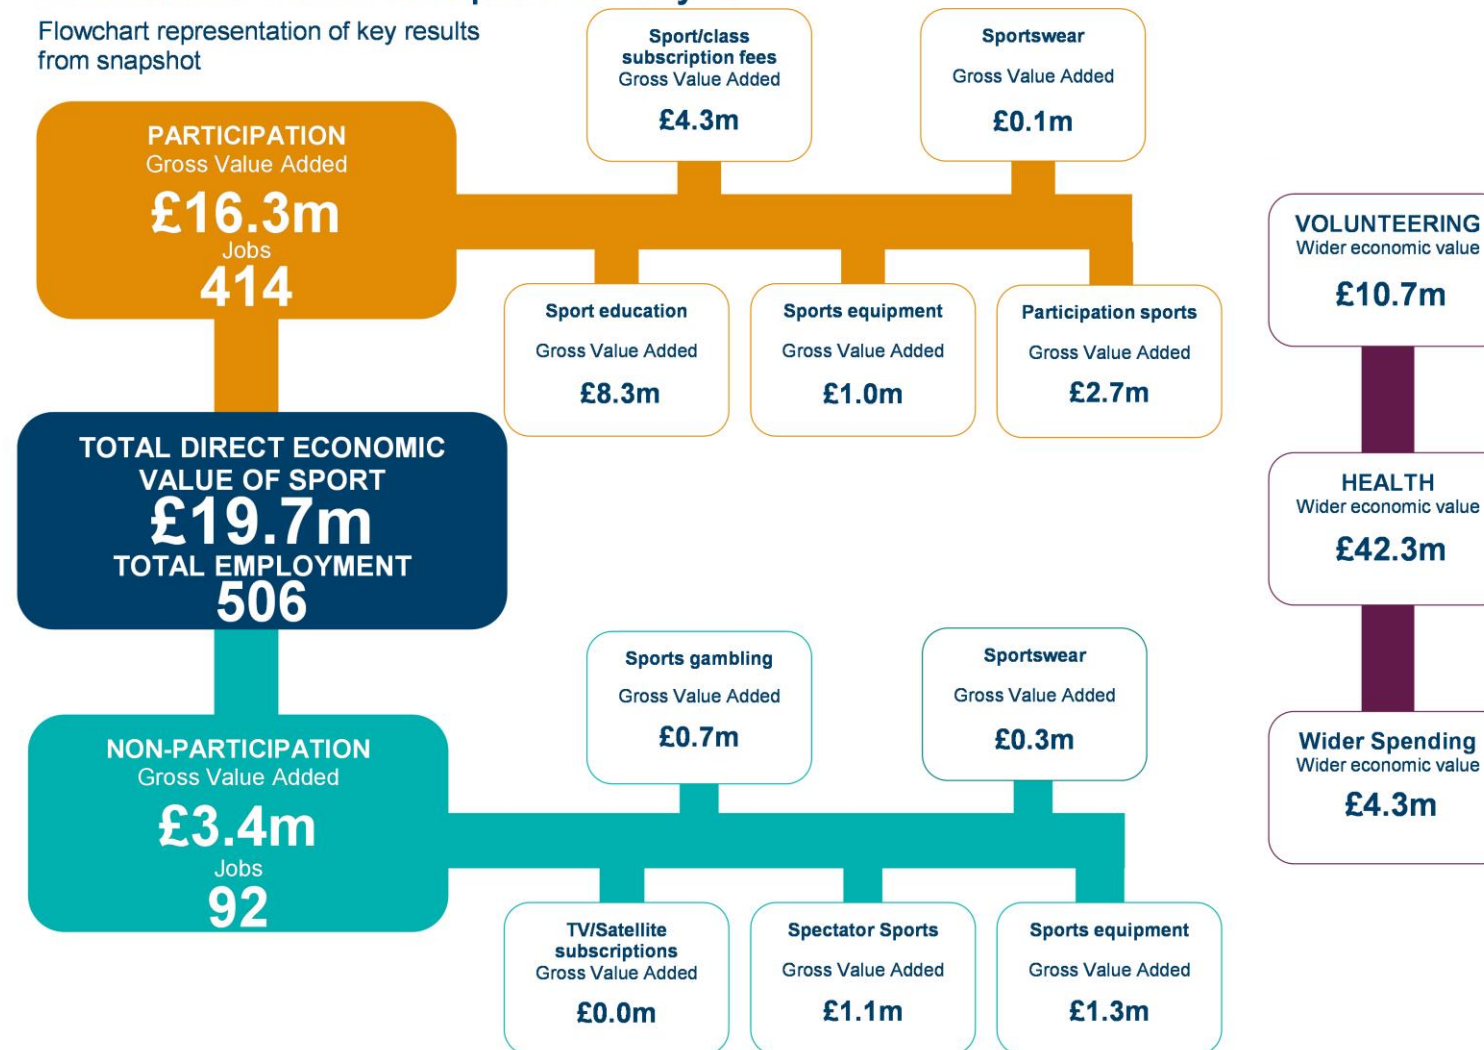 Flowchart representation of key results
from snapshot
PARTICIPATION
Gross Value Added
£16.3m
Jobs
414
Sport/class
subscription fees
Gross Value Added
£4.3m
Sportswear
Gross Value Added
£0.1m
Sport education
Gross Value Added
£8.3m
Sports equipment
Gross Value Added
£1.0m
Participation sports
Gross Value Added
£2.7m
TOTAL DIRECT ECONOMIC
VALUE OF SPORT
£19.7m
TOTAL EMPLOYMENT
506
NON-PARTICIPATION
Gross Value Added
£3.4m
Jobs
92
Sports gambling
Gross Value Added
£0.7m
Sportswear
Gross Value Added
£0.3m
TV/Satellite
subscriptions
Gross Value Added
£0.0m
Spectator Sports
Gross Value Added
£1.1m
Sports equipment
Gross Value Added
£1.3m
VOLUNTEERING
Wider economic value
£10.7m
HEALTH
Wider economic value
£42.3m
Wider Spending
Wider economic value
£4.3m